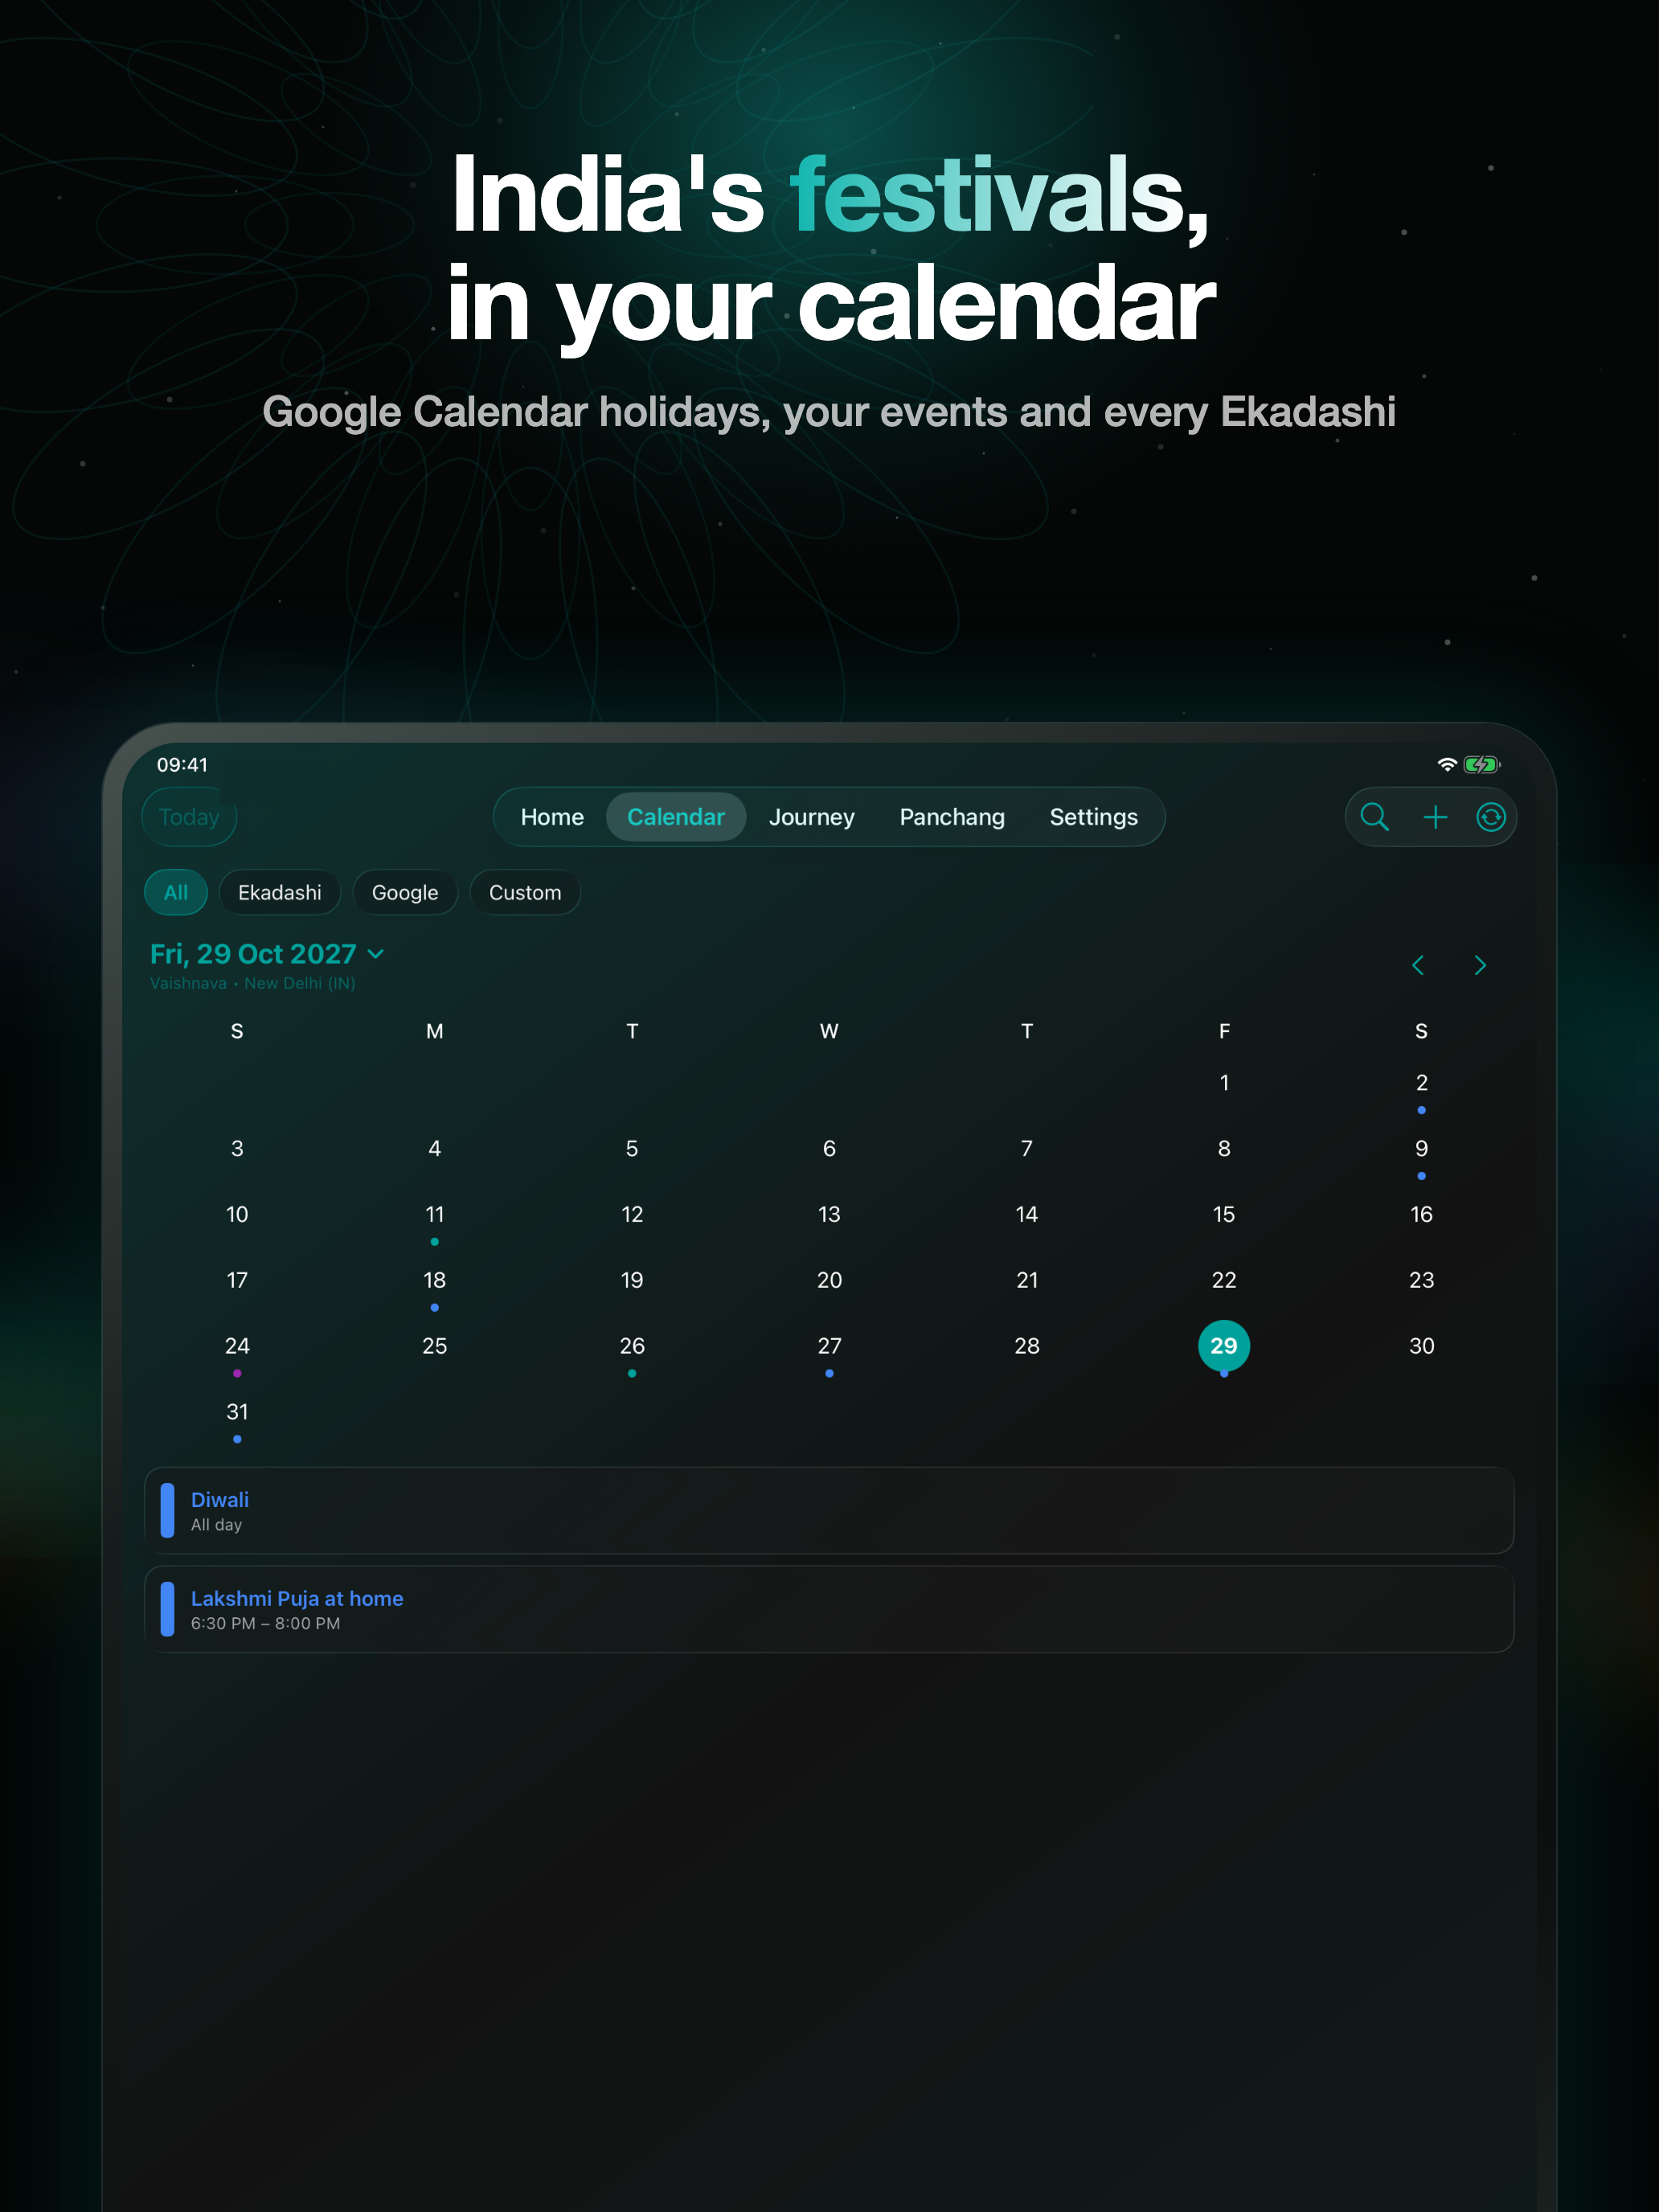 India's festivals,
in your calendar
Google Calendar holidays, your events and every Ekadashi
09:41
Today
Home Calendar Journey Panchang Settings
All Ekadashi Google Custom
Fri, 29 Oct 2027
Vaishnava • New Delhi (IN)
S M T W T F S
1 2
3 4 5 6 7 8 9
10 11 12 13 14 15 16
17 18 19 20 21 22 23
24 25 26 27 28 29 30
31
Diwali
All day
Lakshmi Puja at home
6:30 PM – 8:00 PM